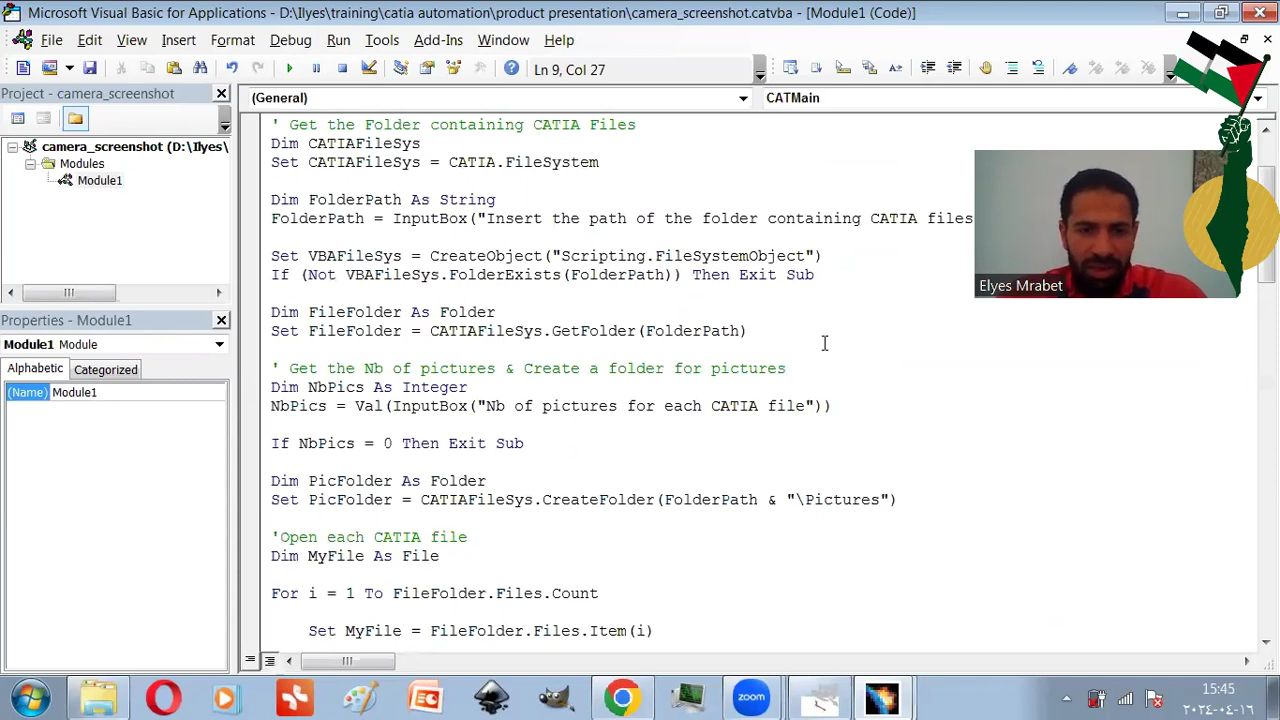 Microsoft Visual Basic for Applications - D:\Ilyes\training\catia automation\product presentation\camera_screenshot.catvba - [Module1 (Code)]
File Edit View Insert Format Debug Run Tools Add-Ins Window Help
Ln 9, Col 27
Project - camera_screenshot
(General)
CATMain
camera_screenshot (D:\Ilyes\
Modules
Module1
Properties - Module1
Module1 Module
Alphabetic Categorized
(Name) Module1
' Get the Folder containing CATIA Files
Dim CATIAFileSys
Set CATIAFileSys = CATIA.FileSystem
Dim FolderPath As String
FolderPath = InputBox("Insert the path of the folder containing CATIA files
Set VBAFileSys = CreateObject("Scripting.FileSystemObject")
If (Not VBAFileSys.FolderExists(FolderPath)) Then Exit Sub
Dim FileFolder As Folder
Set FileFolder = CATIAFileSys.GetFolder(FolderPath)
' Get the Nb of pictures & Create a folder for pictures
Dim NbPics As Integer
NbPics = Val(InputBox("Nb of pictures for each CATIA file"))
If NbPics = 0 Then Exit Sub
Dim PicFolder As Folder
Set PicFolder = CATIAFileSys.CreateFolder(FolderPath & "\Pictures")
'Open each CATIA file
Dim MyFile As File
For i = 1 To FileFolder.Files.Count
Set MyFile = FileFolder.Files.Item(i)
Elyes Mrabet
zoom
15:45
٢٠٢٤-٠٤-١٦